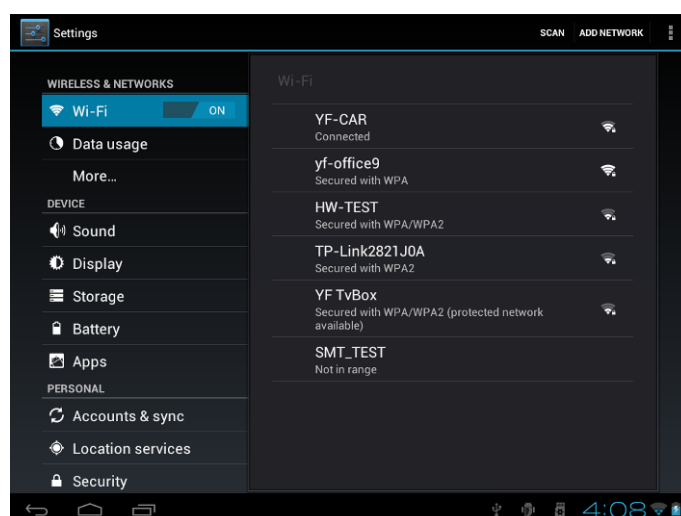 Settings
SCAN
ADD NETWORK
WIRELESS & NETWORKS
Wi-Fi
ON
Data usage
More...
DEVICE
Sound
Display
Storage
Battery
Apps
PERSONAL
Accounts & sync
Location services
Security
Wi-Fi
YF-CAR
Connected
yf-office9
Secured with WPA
HW-TEST
Secured with WPA/WPA2
TP-Link2821J0A
Secured with WPA2
YF TvBox
Secured with WPA/WPA2 (protected network
available)
SMT_TEST
Not in range
4:08